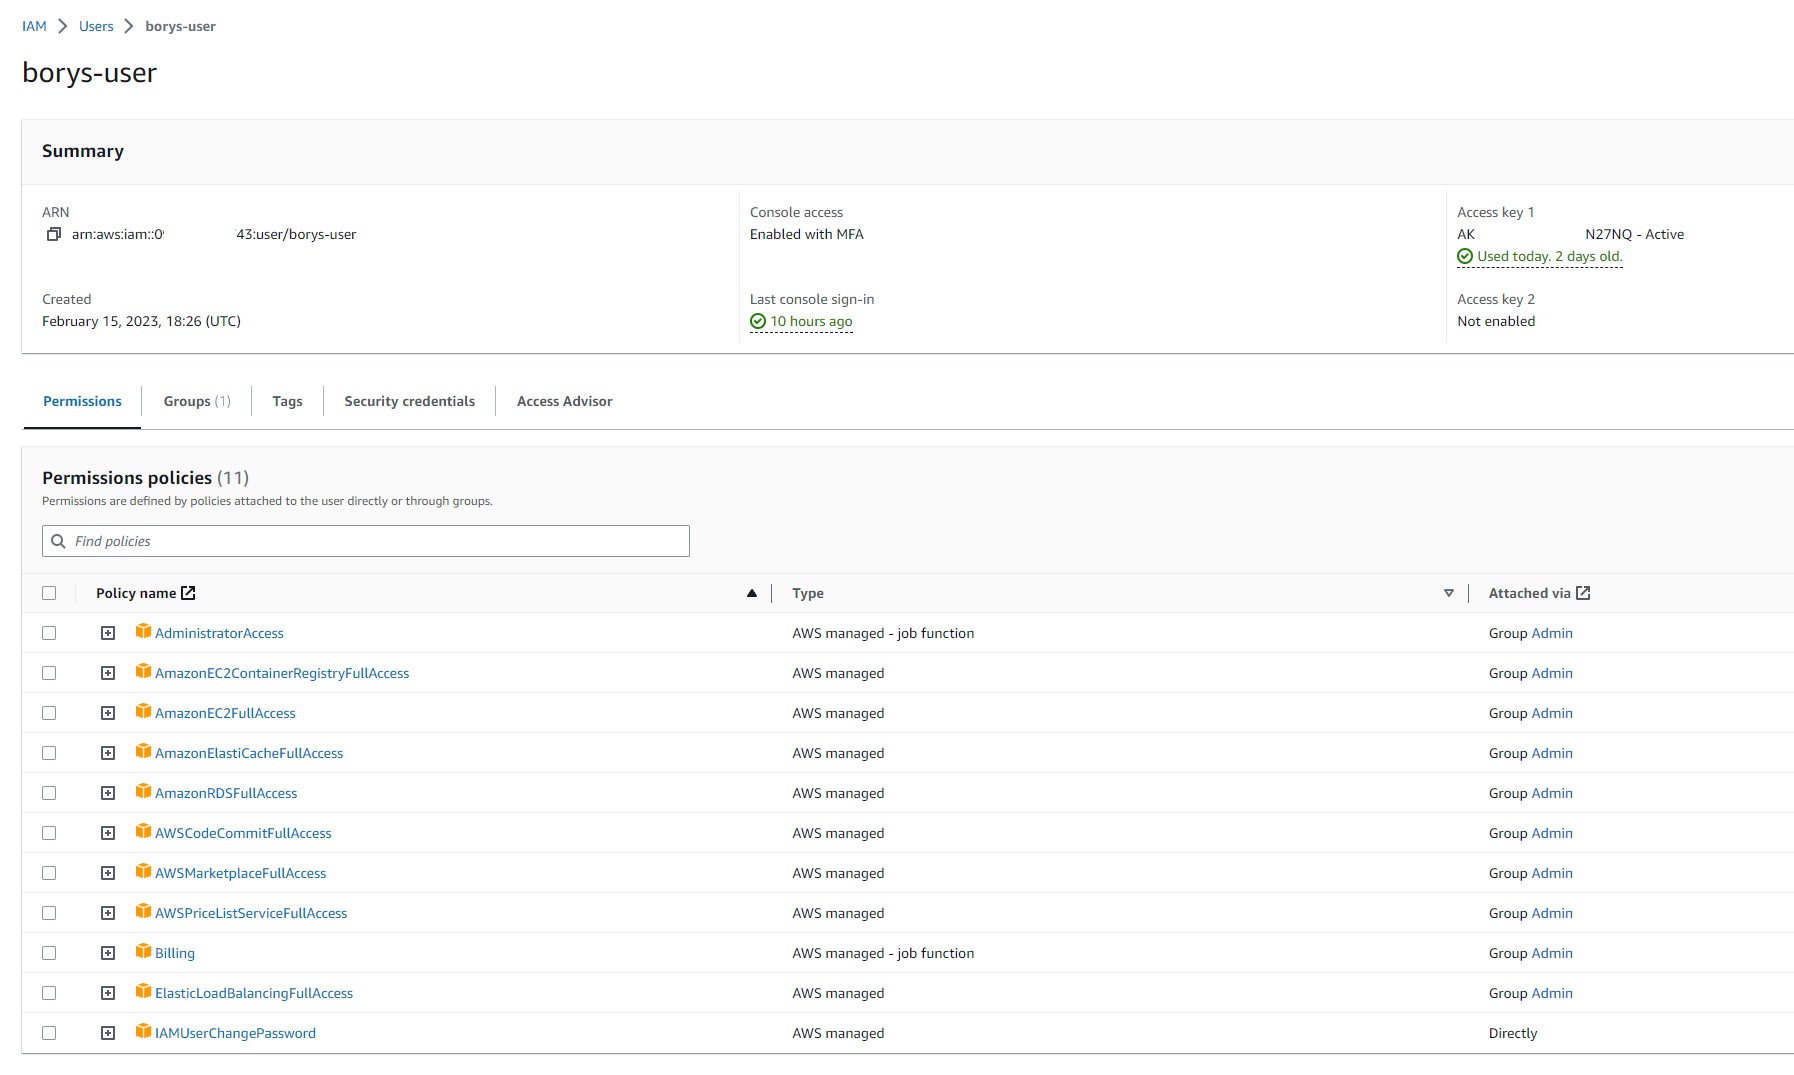 IAM > Users > borys-user
borys-user
Summary
ARN
arn:aws:iam::0 43:user/borys-user
Created
February 15, 2023, 18:26 (UTC)
Console access
Enabled with MFA
Last console sign-in
10 hours ago
Access key 1
AK N27NQ - Active
Used today. 2 days old.
Access key 2
Not enabled
Permissions
Groups (1)
Tags
Security credentials
Access Advisor
Permissions policies (11)
Permissions are defined by policies attached to the user directly or through groups.
Find policies
Policy name Type Attached via
AdministratorAccess AWS managed - job function Group Admin
AmazonEC2ContainerRegistryFullAccess AWS managed Group Admin
AmazonEC2FullAccess AWS managed Group Admin
AmazonElastiCacheFullAccess AWS managed Group Admin
AmazonRDSFullAccess AWS managed Group Admin
AWSCodeCommitFullAccess AWS managed Group Admin
AWSMarketplaceFullAccess AWS managed Group Admin
AWSPriceListServiceFullAccess AWS managed Group Admin
Billing AWS managed - job function Group Admin
ElasticLoadBalancingFullAccess AWS managed Group Admin
IAMUserChangePassword AWS managed Directly